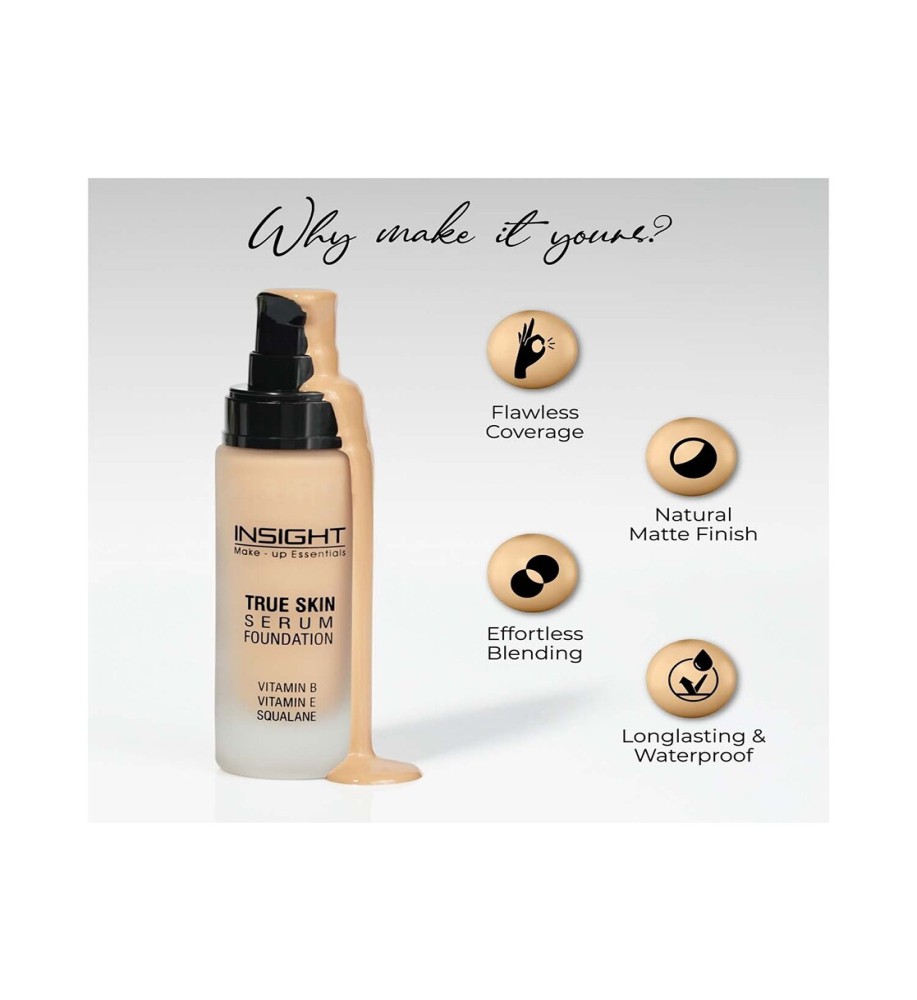 Why make it yours?
INSIGHT
Make - up Essentials
TRUE SKIN
SERUM
FOUNDATION
VITAMIN B
VITAMIN E
SQUALANE
Flawless
Coverage
Natural
Matte Finish
Effortless
Blending
Longlasting &
Waterproof